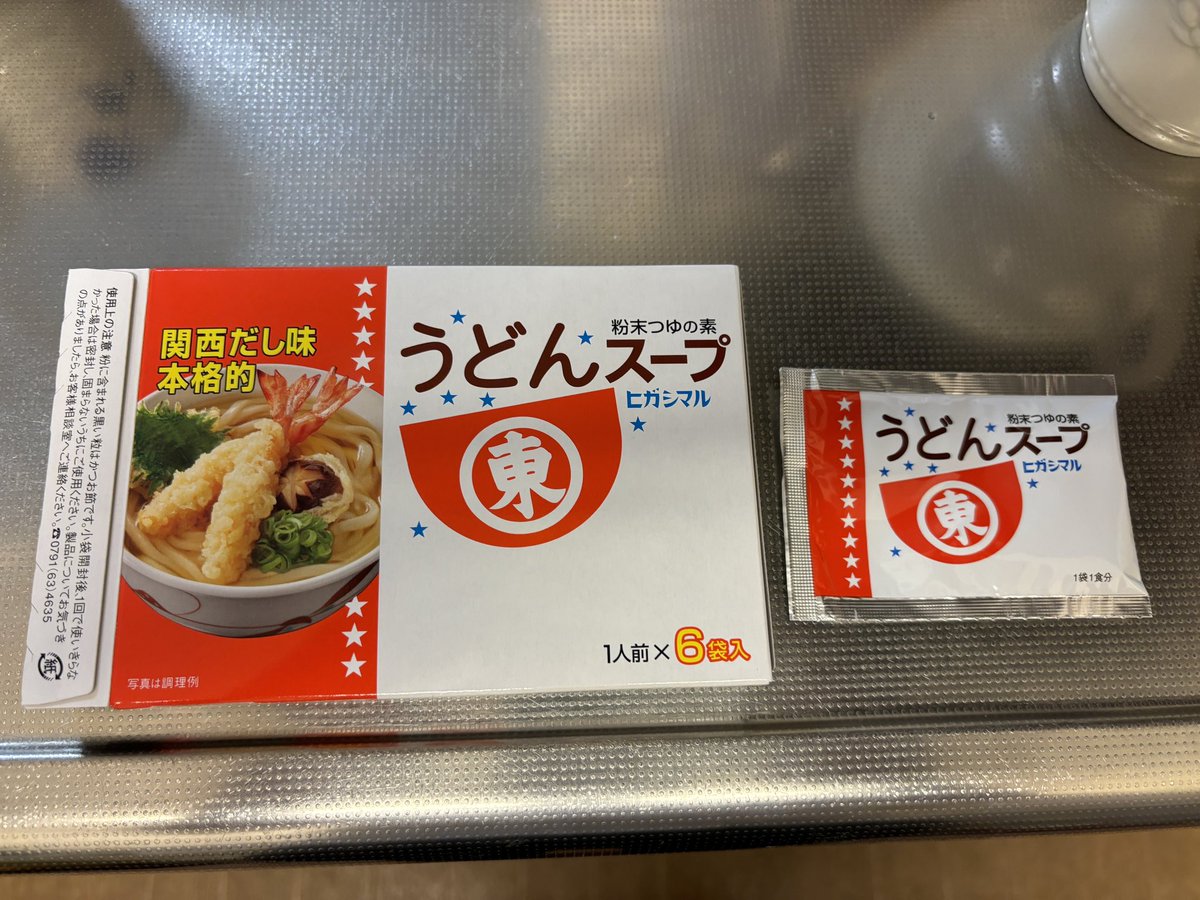 使用上の注意 粉に含まれる黒い粒はかつお節です。小袋開封後、1回で使いきらな
かった場合は密封し、固まらないうちにご使用ください。製品についてお気づき
の点がありましたら、お客様相談室へご連絡ください。☎0791(63)4635
紙
関西だし味
本格的
写真は調理例
粉末つゆの素
うどんスープ
ヒガシマル
東
1人前×6袋入
粉末つゆの素
うどんスープ
ヒガシマル
東
1袋1食分